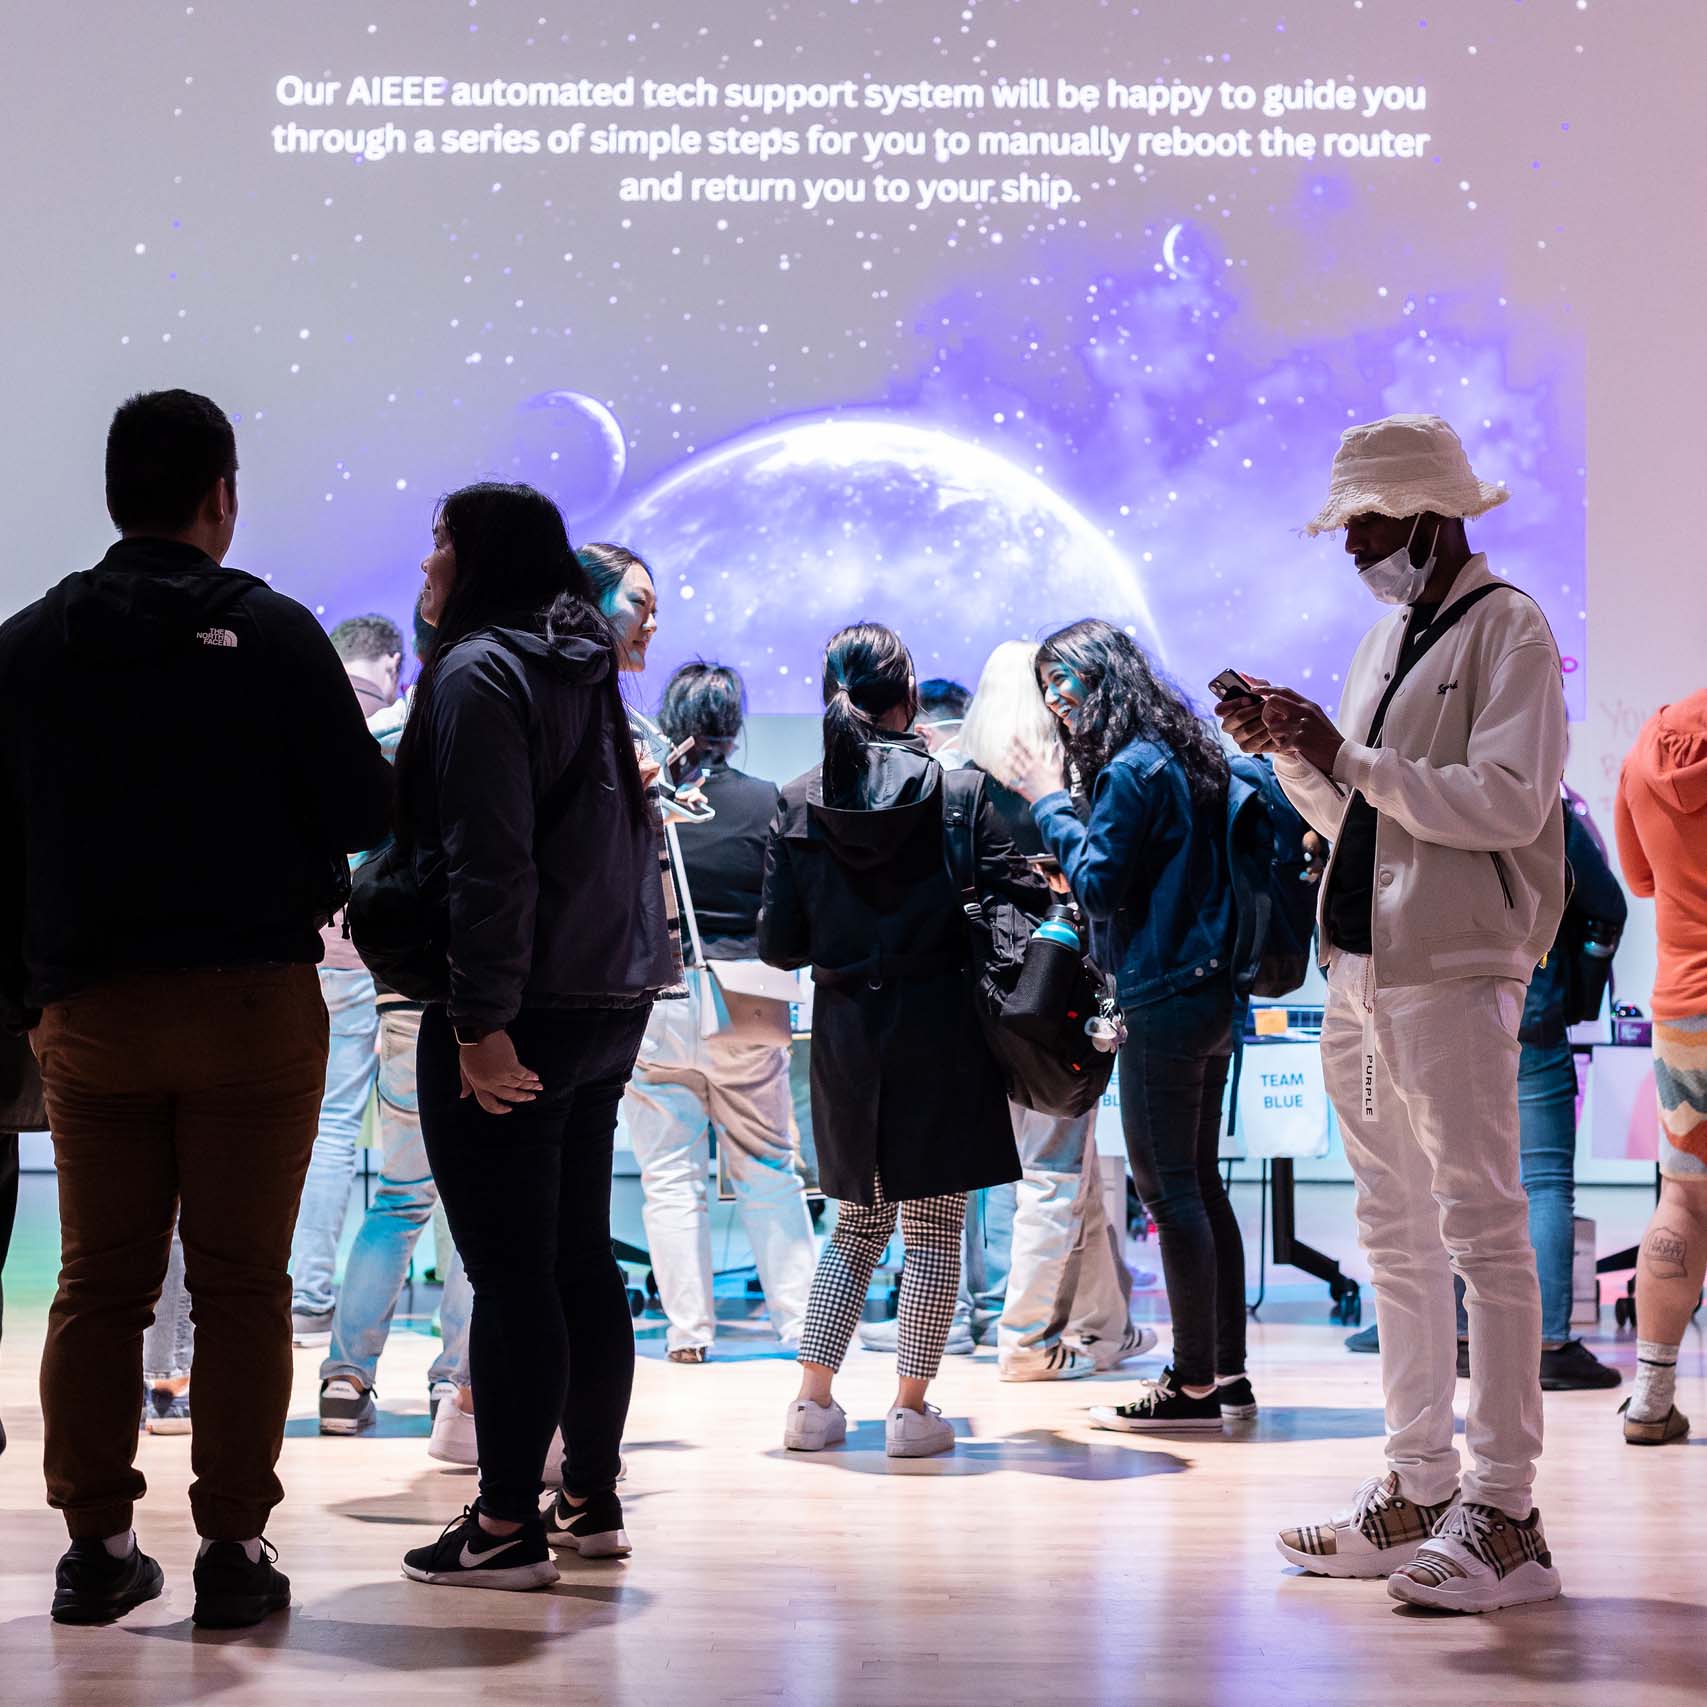 Our AIEEE automated tech support system will be happy to guide you
through a series of simple steps for you to manually reboot the router
and return you to your ship.
THE
NORTH
FACE
TEAM
BLUE
PURPLE